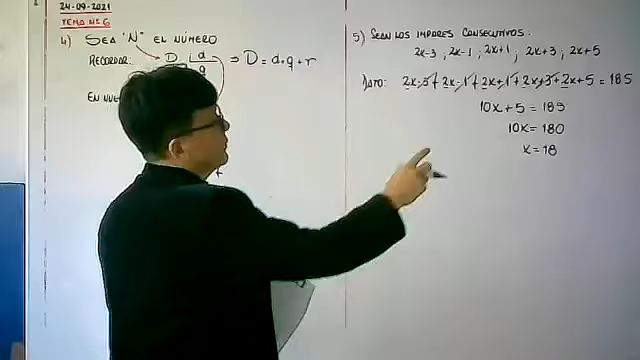 24-09-2021
TEMA Nº6
4) SEA "N" EL NÚMERO
RECORDAR: D d ⇒ D = d·q + r
q
EN
5) SEAN LOS IMPARES CONSECUTIVOS:
2x-3 ; 2x-1 ; 2x+1 ; 2x+3 ; 2x+5
DATO: 2x-3+2x-1+2x+1+2x+3+2x+5 = 185
10x+5 = 185
10x = 180
x = 18